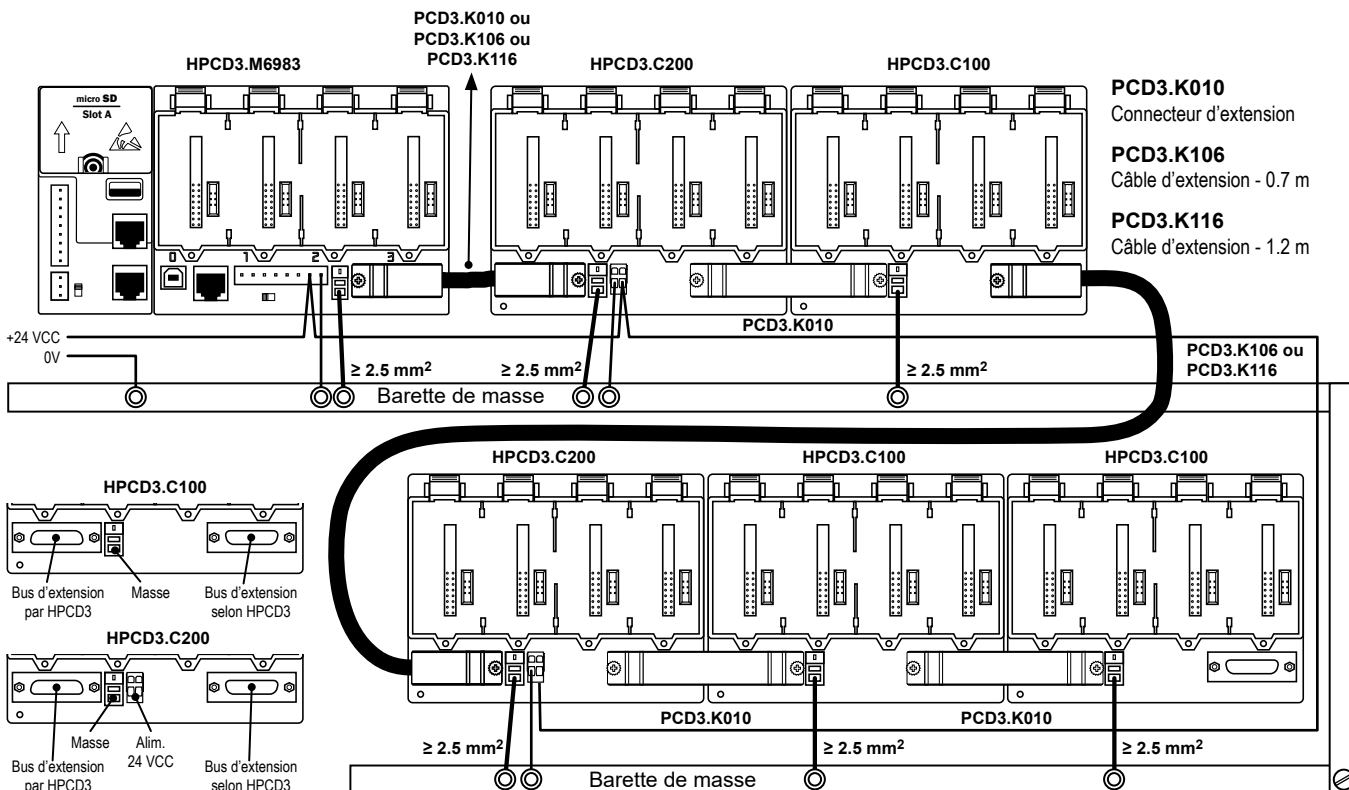 PCD3.K010 ou
PCD3.K106 ou
PCD3.K116
HPCD3.M6983
HPCD3.C200
HPCD3.C100
PCD3.K010
Connecteur d'extension
PCD3.K106
Câble d'extension - 0.7 m
PCD3.K116
Câble d'extension - 1.2 m
micro SD
Slot A
0
1
2
3
PCD3.K010
+24 VCC
0V
≥ 2.5 mm²
≥ 2.5 mm²
≥ 2.5 mm²
PCD3.K106 ou
PCD3.K116
Barette de masse
HPCD3.C200
HPCD3.C100
HPCD3.C100
HPCD3.C100
Bus d'extension
par HPCD3
Masse
Bus d'extension
selon HPCD3
HPCD3.C200
Masse
Alim.
24 VCC
Bus d'extension
par HPCD3
Bus d'extension
selon HPCD3
PCD3.K010
PCD3.K010
≥ 2.5 mm²
≥ 2.5 mm²
≥ 2.5 mm²
Barette de masse